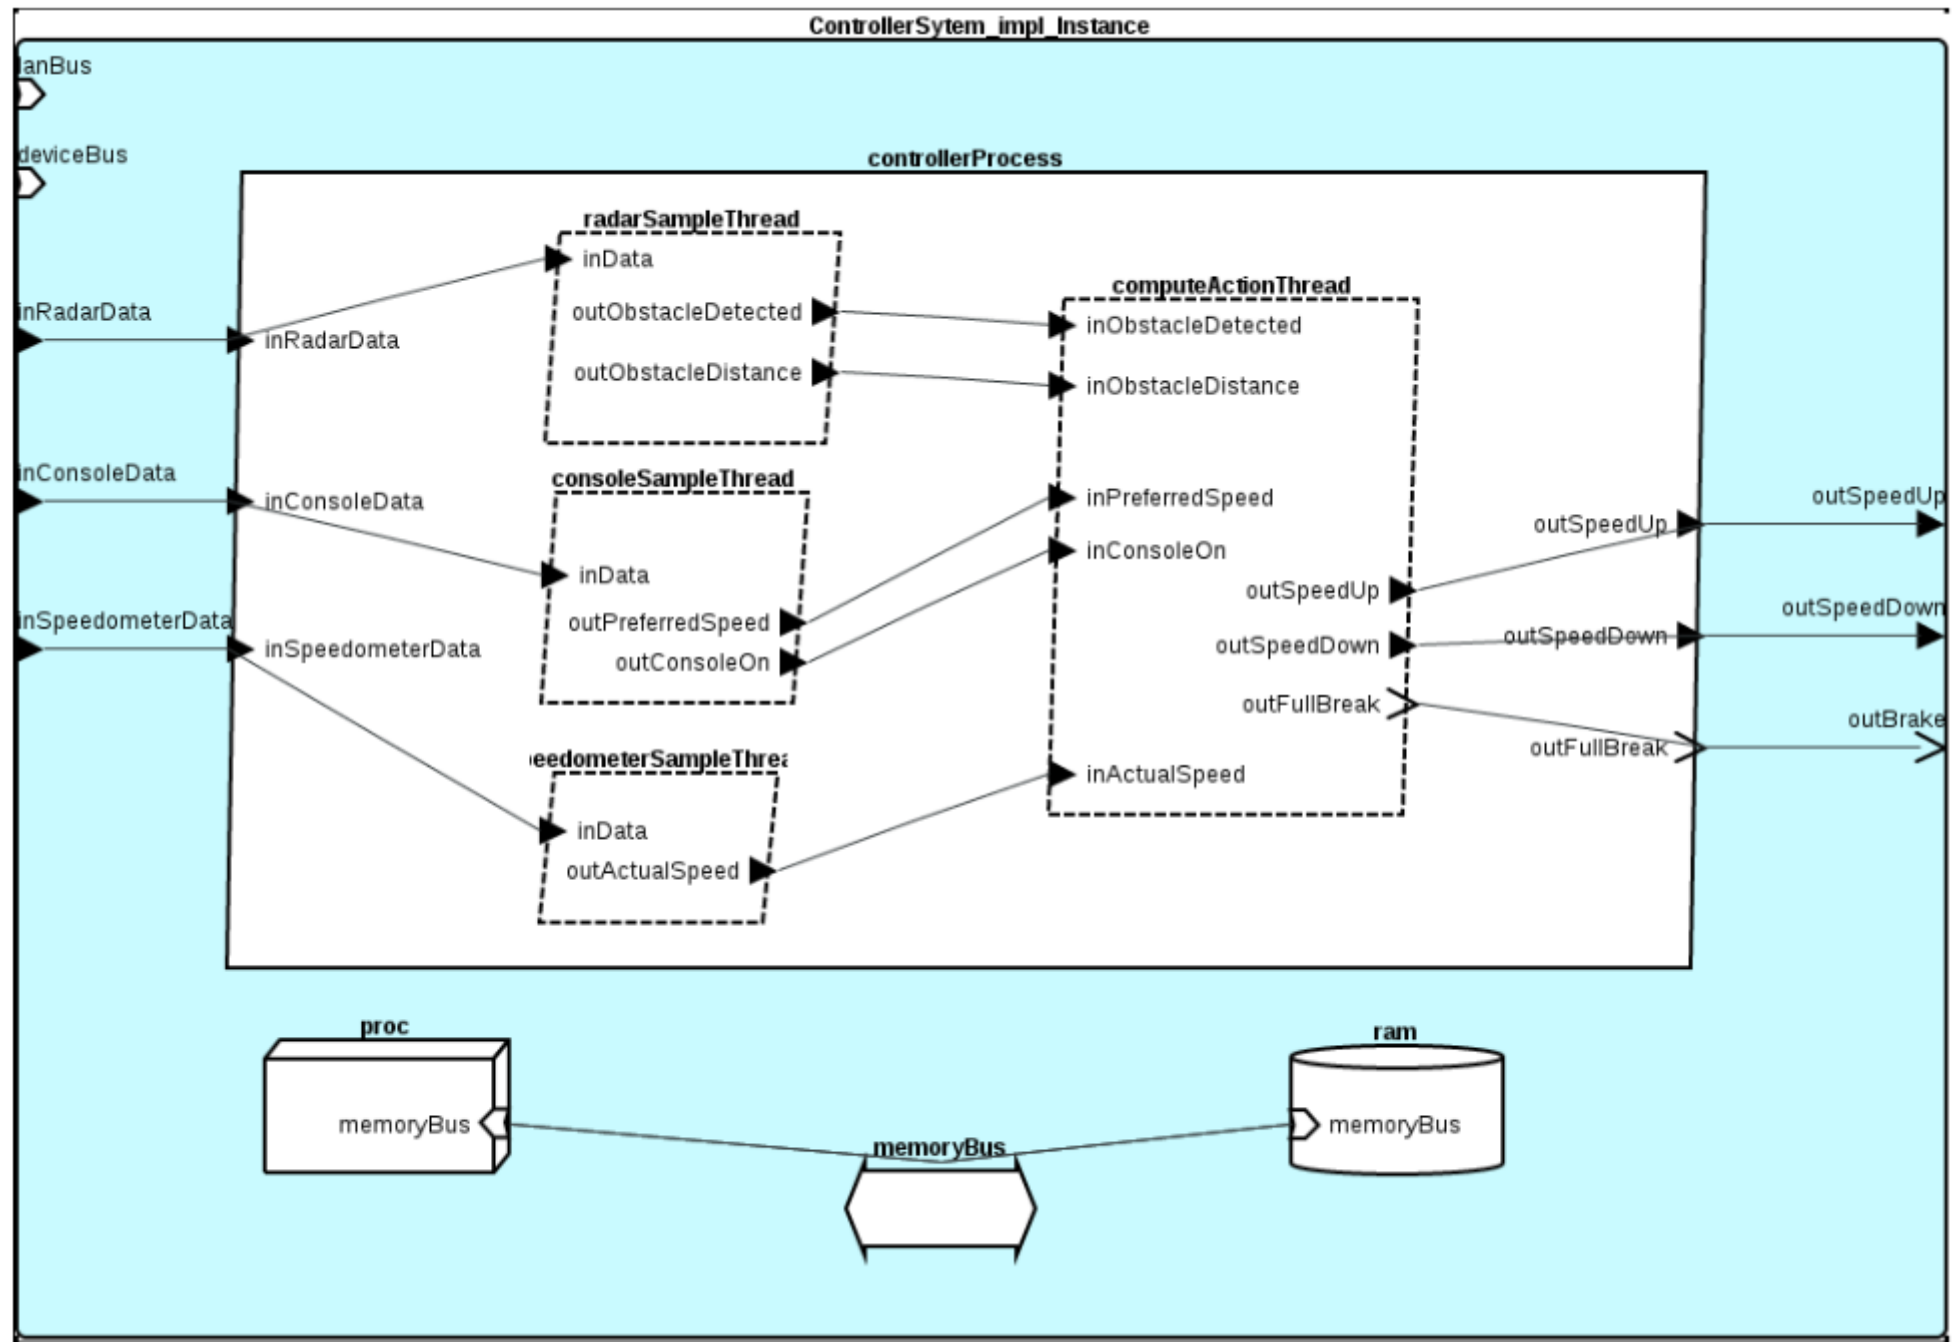 ControllerSytem_impl_Instance
lanBus
deviceBus
controllerProcess
radarSampleThread
inData
computeActionThread
inRadarData
outObstacleDetected
inObstacleDetected
inRadarData
outObstacleDistance
inObstacleDistance
inConsoleData
consoleSampleThread
inConsoleData
inPreferredSpeed
outSpeedUp
outSpeedUp
inConsoleOn
inData
outSpeedUp
inSpeedometerData
outPreferredSpeed
outSpeedDown
outSpeedDown
inSpeedometerData
outConsoleOn
outSpeedDown
outFullBreak
outBrake
outFullBreak
eedometerSampleThrea
inActualSpeed
inData
outActualSpeed
proc
ram
memoryBus
memoryBus
memoryBus